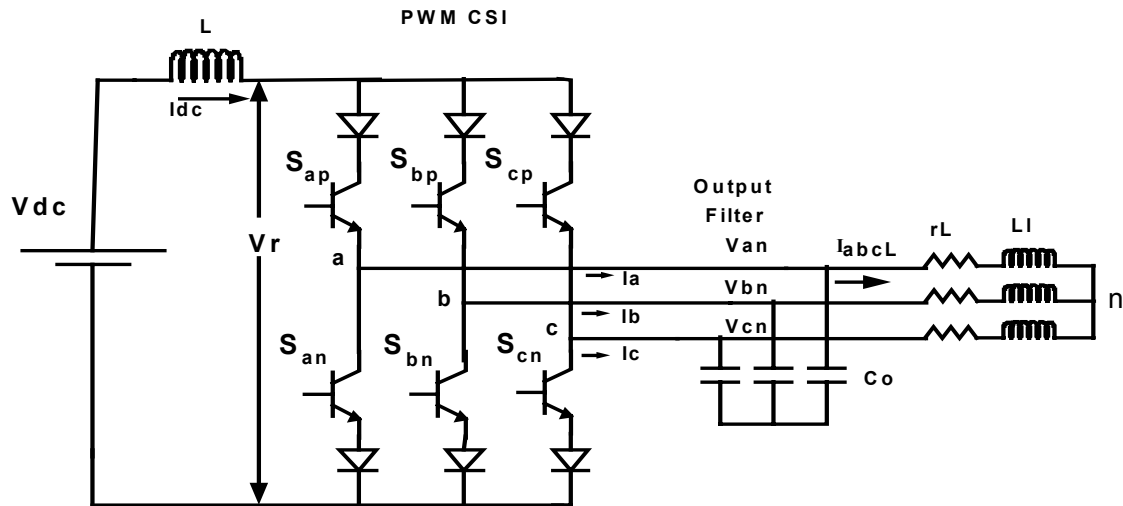 PWM CSI
L
Idc
Sap
Sbp
Scp
Output
Filter
Vdc
Vr
a
Van
IabcL
rL
Ll
Ia
b
Vbn
n
Ib
c
Vcn
San
Sbn
Scn
Ic
Co